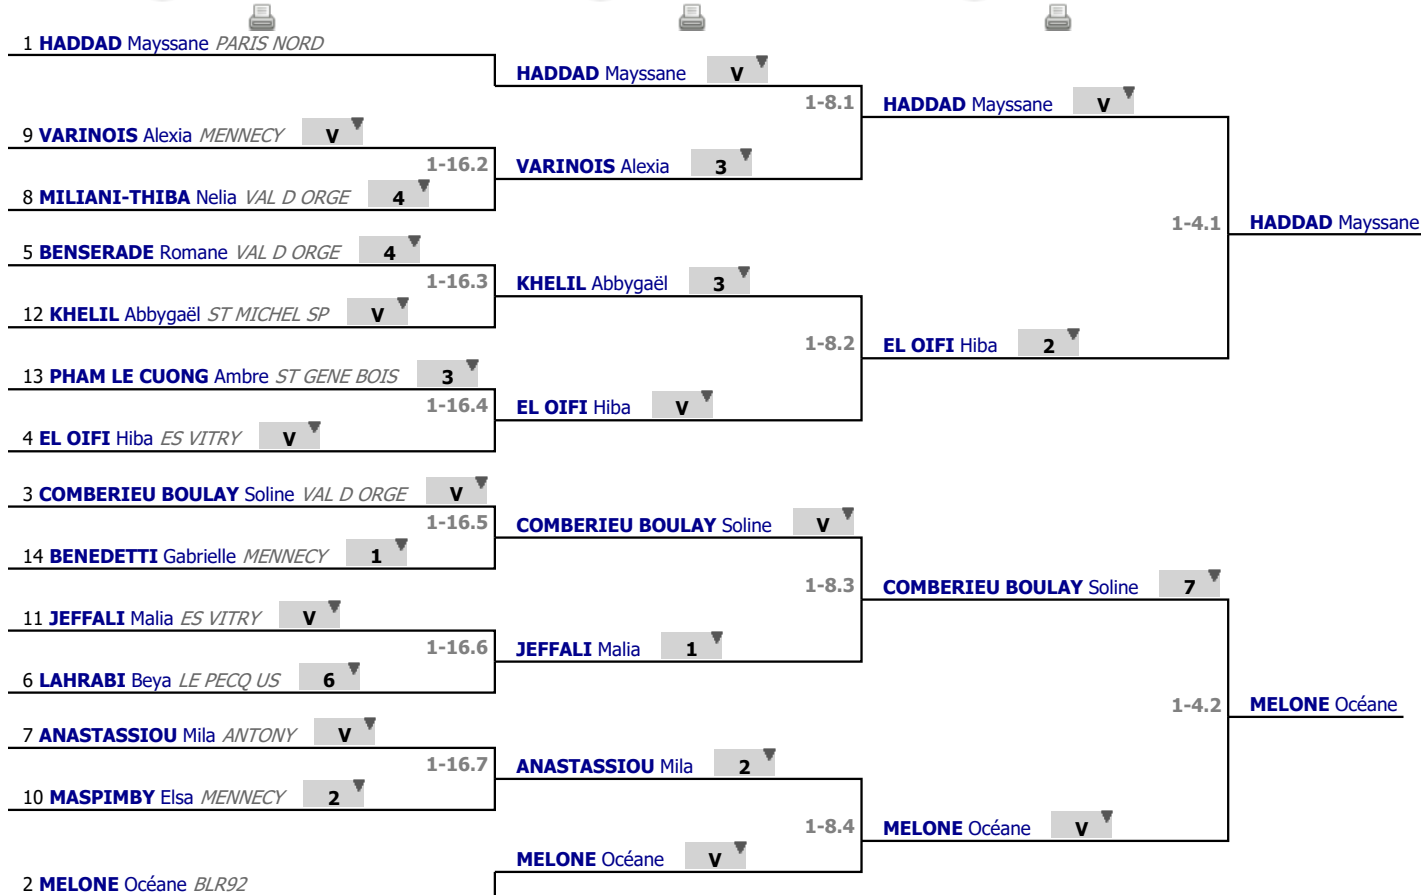 1 HADDAD Mayssane PARIS NORD
HADDAD Mayssane V
1-8.1
HADDAD Mayssane V
9 VARINOIS Alexia MENNECY V
1-16.2
VARINOIS Alexia 3
8 MILIANI-THIBA Nelia VAL D ORGE 4
1-4.1
HADDAD Mayssane
5 BENSERADE Romane VAL D ORGE 4
1-16.3
KHELIL Abbygaël 3
12 KHELIL Abbygaël ST MICHEL SP V
1-8.2
EL OIFI Hiba 2
13 PHAM LE CUONG Ambre ST GENE BOIS 3
1-16.4
EL OIFI Hiba V
4 EL OIFI Hiba ES VITRY V
3 COMBERIEU BOULAY Soline VAL D ORGE V
1-16.5
COMBERIEU BOULAY Soline V
14 BENEDETTI Gabrielle MENNECY 1
1-8.3
COMBERIEU BOULAY Soline 7
11 JEFFALI Malia ES VITRY V
1-16.6
JEFFALI Malia 1
6 LAHRABI Beya LE PECQ US 6
1-4.2
MELONE Océane
7 ANASTASSIOU Mila ANTONY V
1-16.7
ANASTASSIOU Mila 2
10 MASPIMBY Elsa MENNECY 2
1-8.4
MELONE Océane V
MELONE Océane V
2 MELONE Océane BLR92